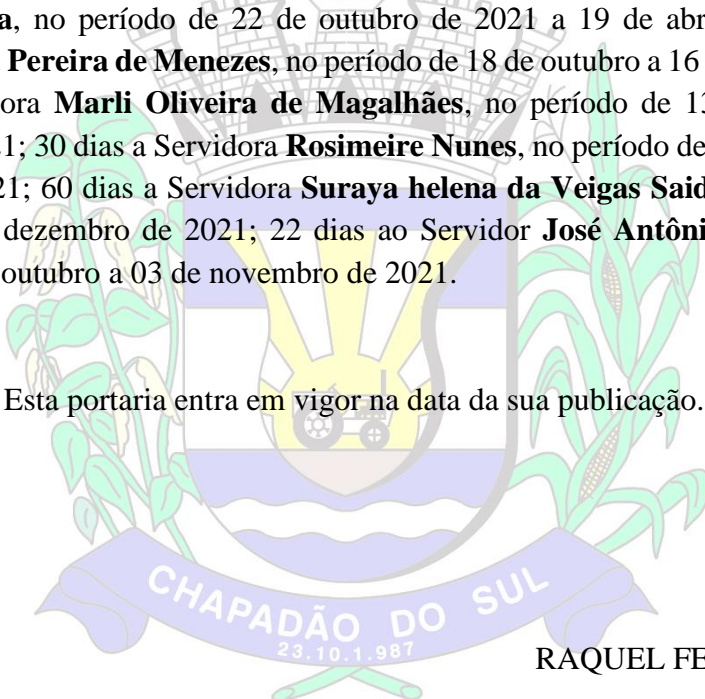 a, no período de 22 de outubro de 2021 a 19 de abr
Pereira de Menezes, no período de 18 de outubro a 16
ora Marli Oliveira de Magalhães, no período de 13
1; 30 dias a Servidora Rosimeire Nunes, no período de
21; 60 dias a Servidora Suraya helena da Veigas Said
dezembro de 2021; 22 dias ao Servidor José Antôni
outubro a 03 de novembro de 2021.
Esta portaria entra em vigor na data da sua publicação.
CHAPADÃO DO SUL
23.10.1.987
RAQUEL FE